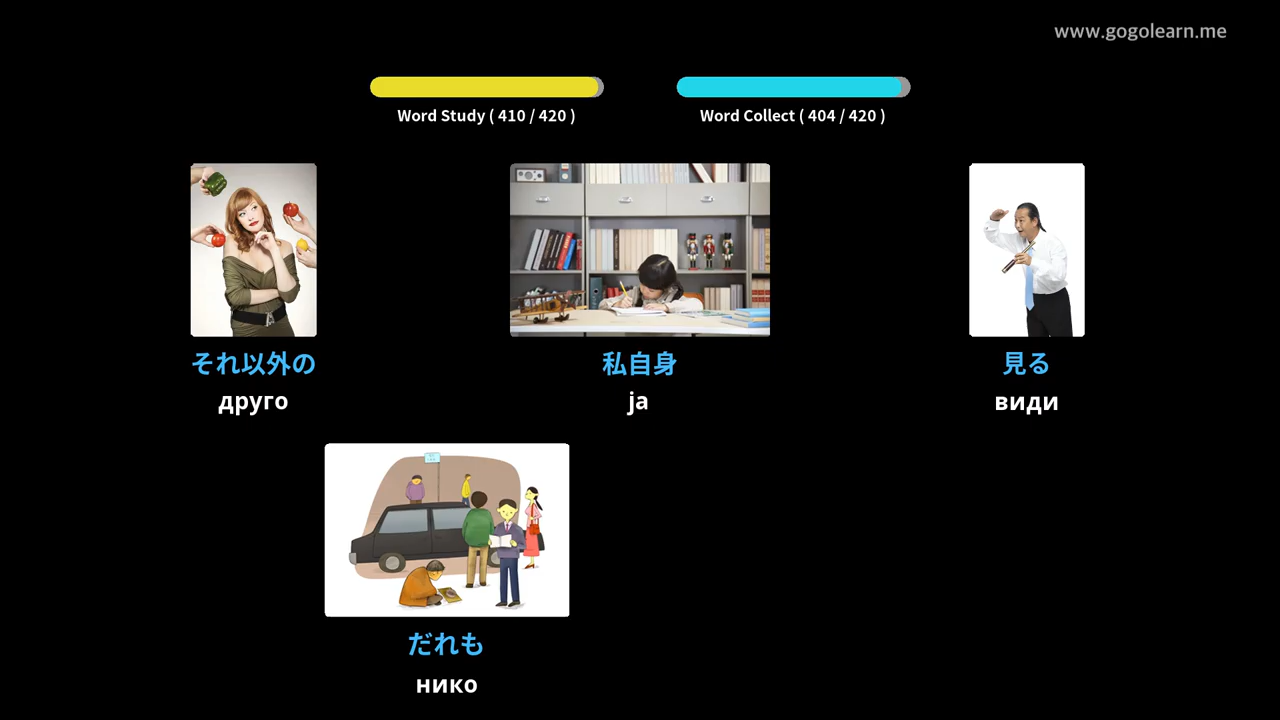 www.gogolearn.me
Word Study ( 410 / 420 )
Word Collect ( 404 / 420 )
それ以外の
друго
私自身
ја
見る
види
だれも
нико